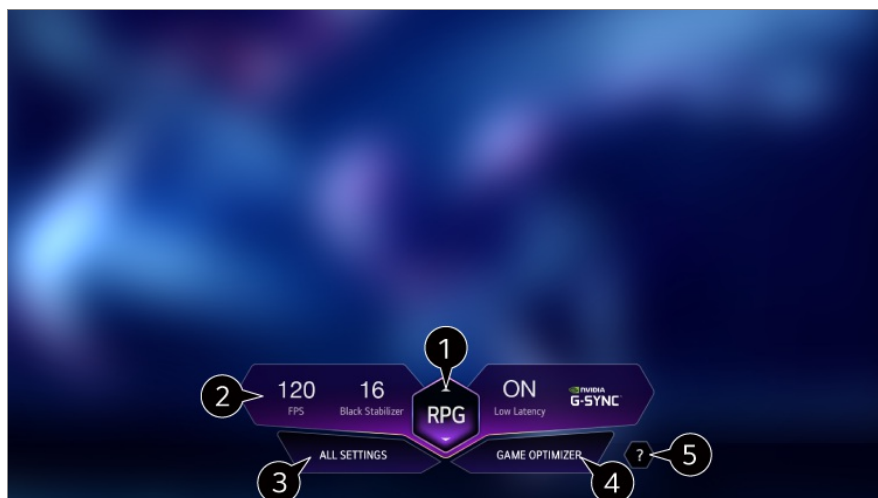 1
2
120
FPS
16
Black Stabilizer
RPG
ON
Low Latency
NVIDIA
G-SYNC
ALL SETTINGS
GAME OPTIMIZER
?
5
3
4